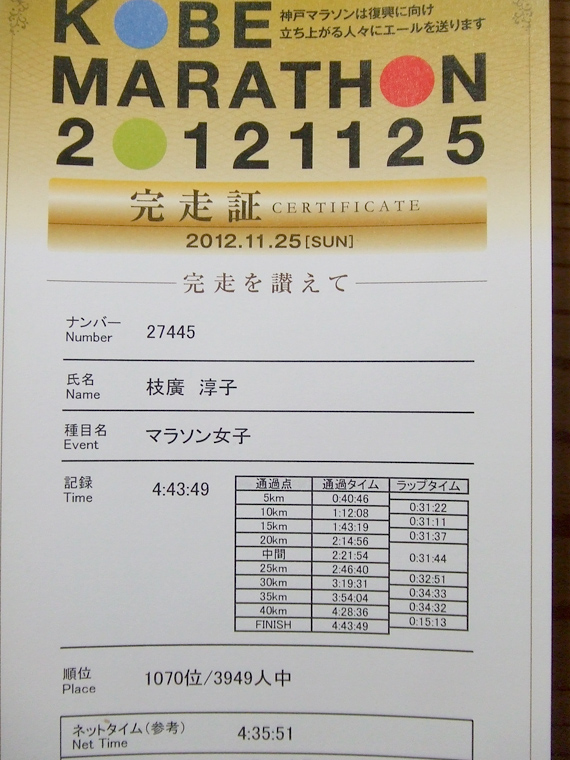 KOBE
神戸マラソンは復興に向け
立ち上がる人々にエールを送ります
MARATHON
20121125
完走証 CERTIFICATE
2012.11.25[SUN]
完走を讃えて
ナンバー
Number
27445
氏名
Name
枝廣 淳子
種目名
Event
マラソン女子
記録
Time
4:43:49
通過点 通過タイム ラップタイム
5km 0:40:46
10km 1:12:08 0:31:22
15km 1:43:19 0:31:11
20km 2:14:56 0:31:37
中間 2:21:54
25km 2:46:40 0:31:44
30km 3:19:31 0:32:51
35km 3:54:04 0:34:33
40km 4:28:36 0:34:32
FINISH 4:43:49 0:15:13
順位
Place
1070位/3949人中
ネットタイム(参考)
Net Time
4:35:51